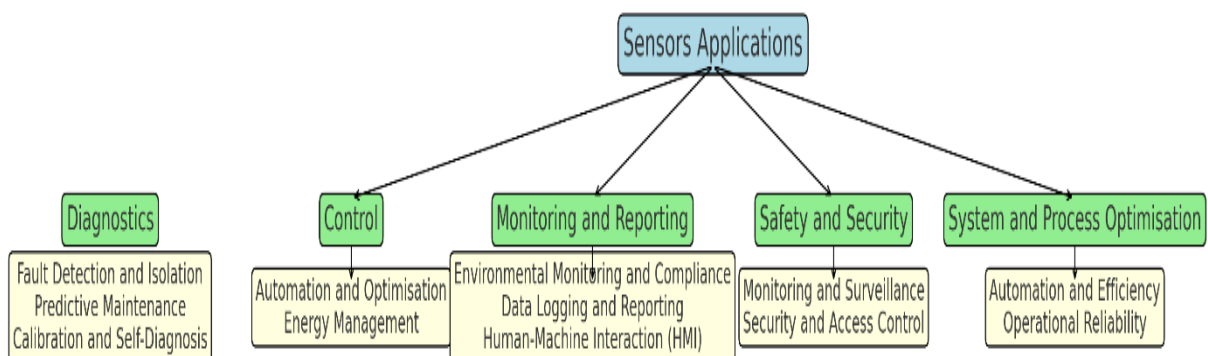 Sensors Applications
Diagnostics
Control
Monitoring and Reporting
Safety and Security
System and Process Optimisation
Fault Detection and Isolation
Predictive Maintenance
Calibration and Self-Diagnosis
Automation and Optimisation
Energy Management
Environmental Monitoring and Compliance
Data Logging and Reporting
Human-Machine Interaction (HMI)
Monitoring and Surveillance
Security and Access Control
Automation and Efficiency
Operational Reliability